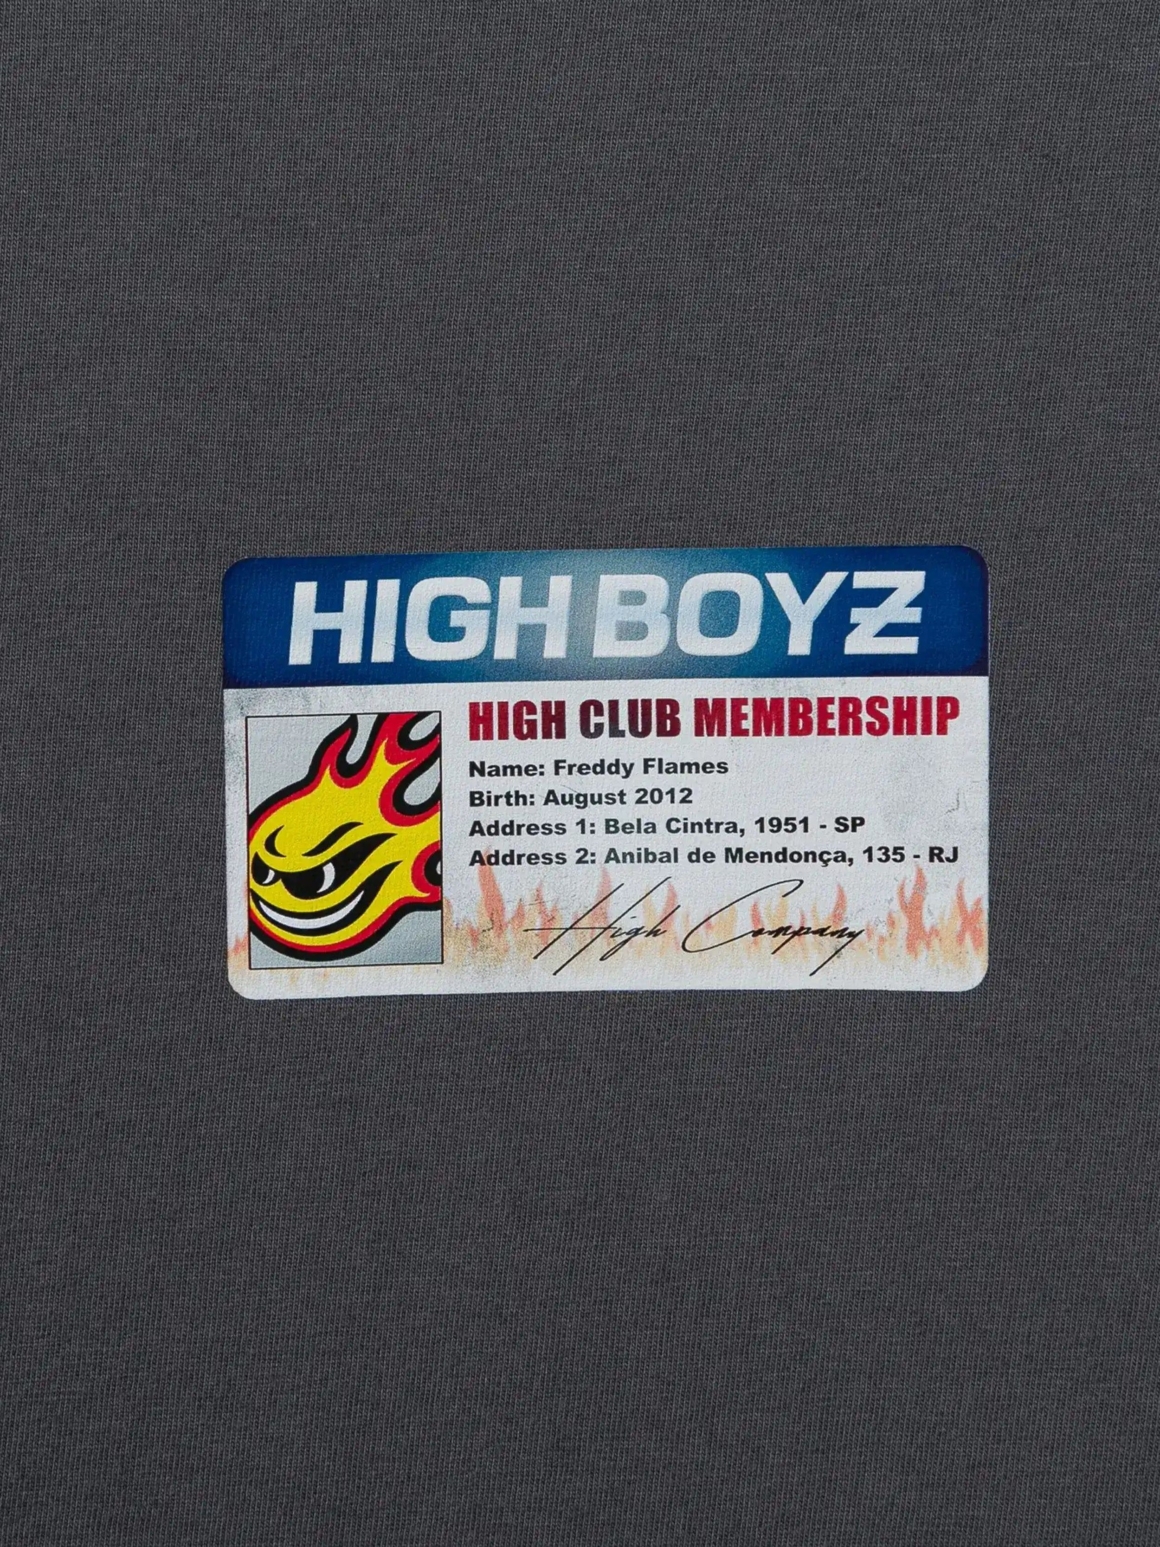 HIGH BOYZ
HIGH CLUB MEMBERSHIP
Name: Freddy Flames
Birth: August 2012
Address 1: Bela Cintra, 1951 - SP
Address 2: Anibal de Mendonça, 135 - RJ
High Company